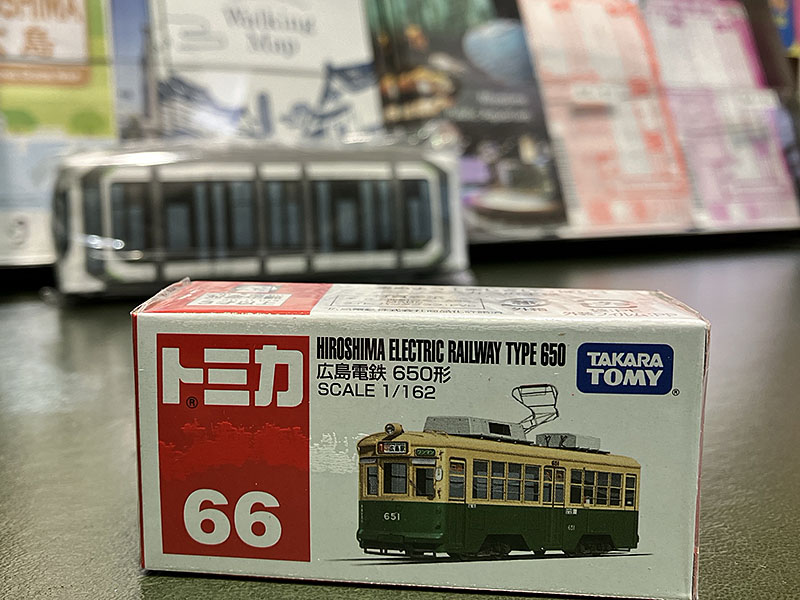 Walking
Map
トミカ
®
66
HIROSHIMA ELECTRIC RAILWAY TYPE 650
広島電鉄 650形
SCALE 1/162
TAKARA
TOMY
®
651
651